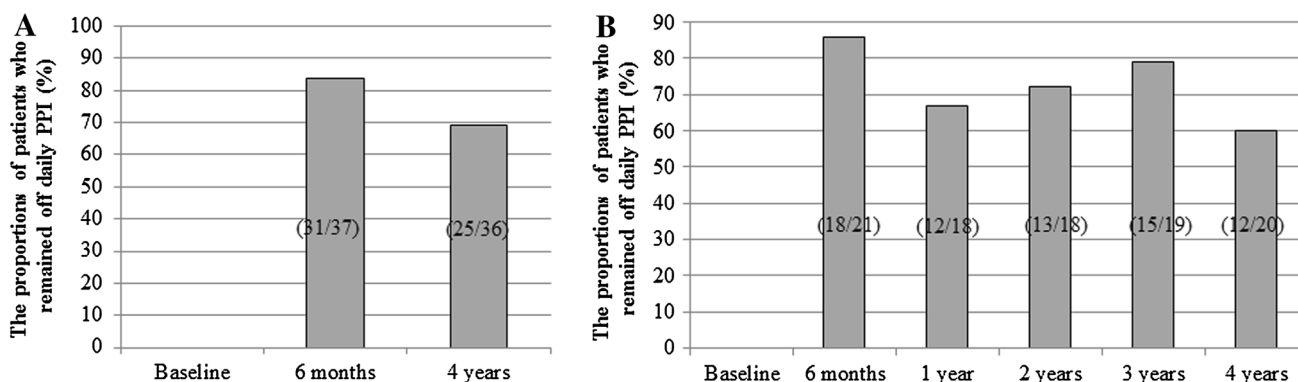 A
The proportions of patients who
remained off daily PPI (%)
100
90
80
70
60
50
40
30
20
10
0
(31/37)
(25/36)
Baseline
6 months
4 years
B
The proportions of patients who
remained off daily PPI (%)
90
80
70
60
50
40
30
20
10
0
(18/21)
(12/18)
(13/18)
(15/19)
(12/20)
Baseline
6 months
1 year
2 years
3 years
4 years